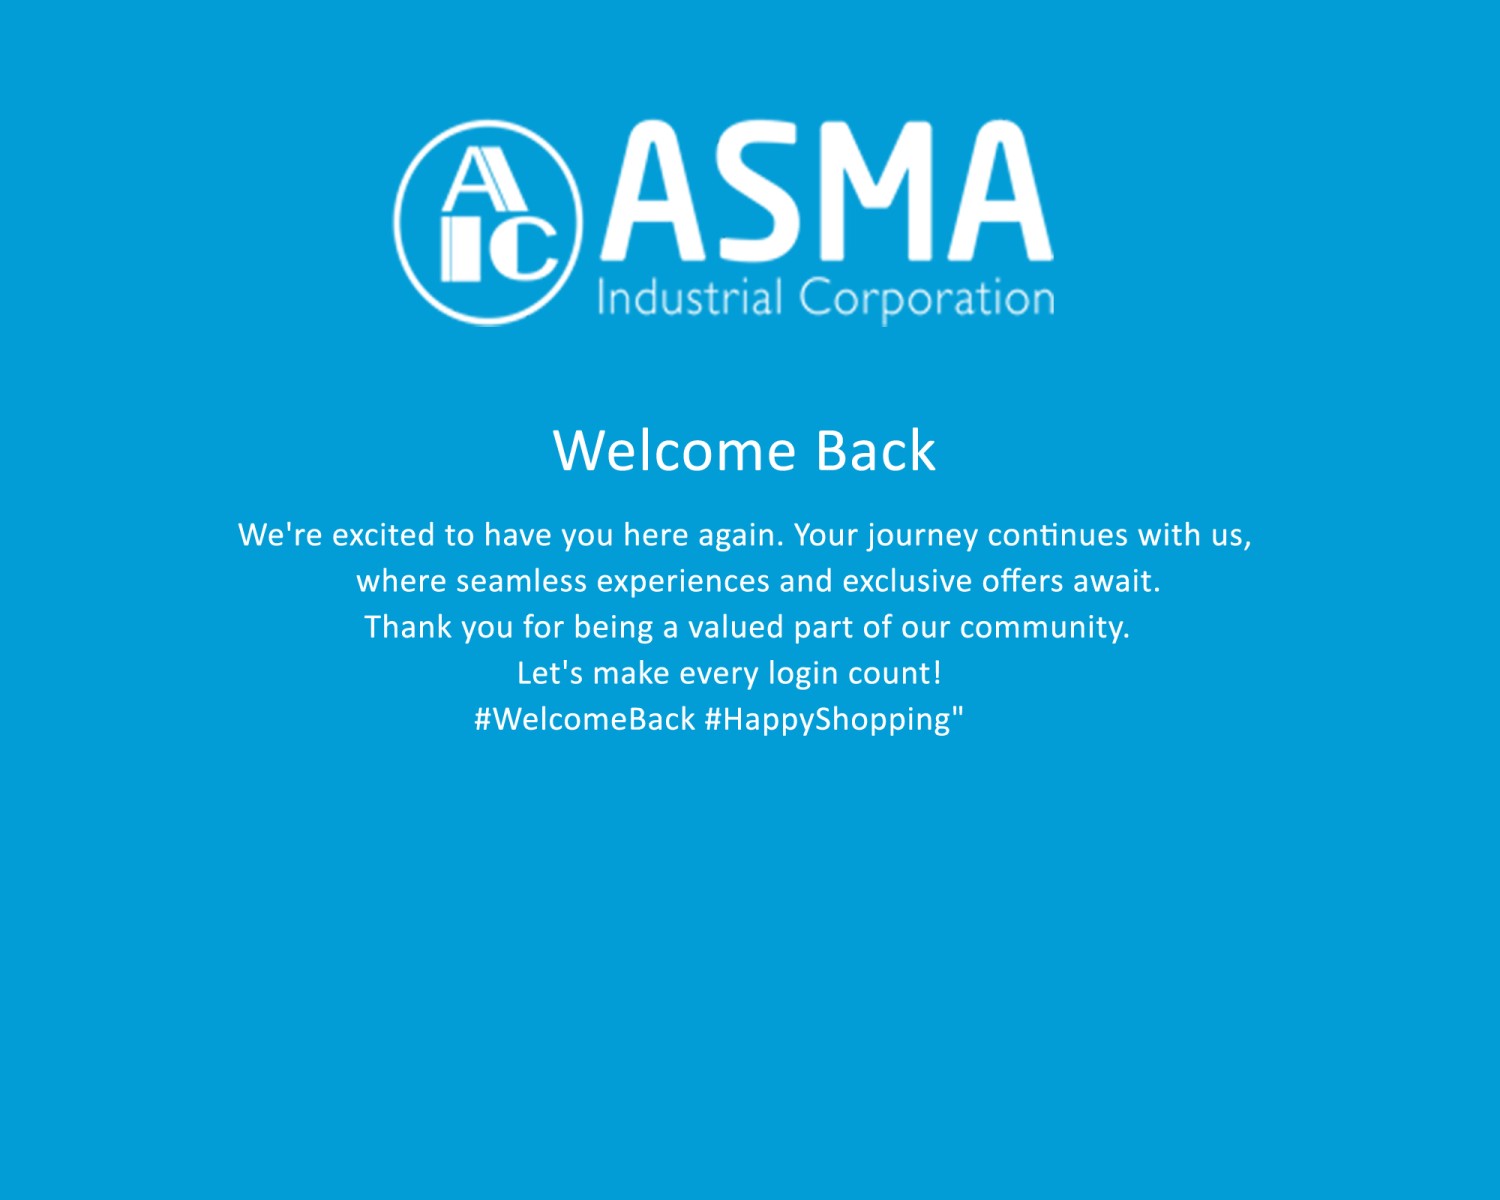 AIC
ASMA
Industrial Corporation
Welcome Back
We're excited to have you here again. Your journey continues with us,
where seamless experiences and exclusive offers await.
Thank you for being a valued part of our community.
Let's make every login count!
#WelcomeBack #HappyShopping"